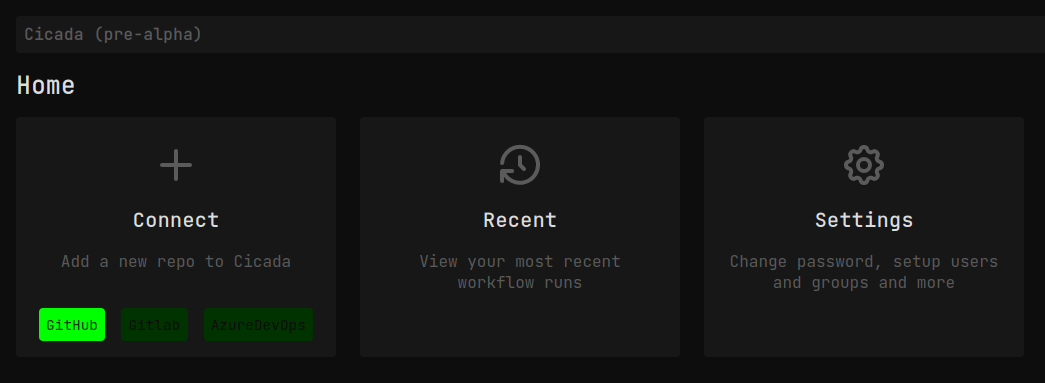 Cicada (pre-alpha)
Home
Connect
Add a new repo to Cicada
GitHub
Gitlab
AzureDevOps
Recent
View your most recent
workflow runs
Settings
Change password, setup users
and groups and more